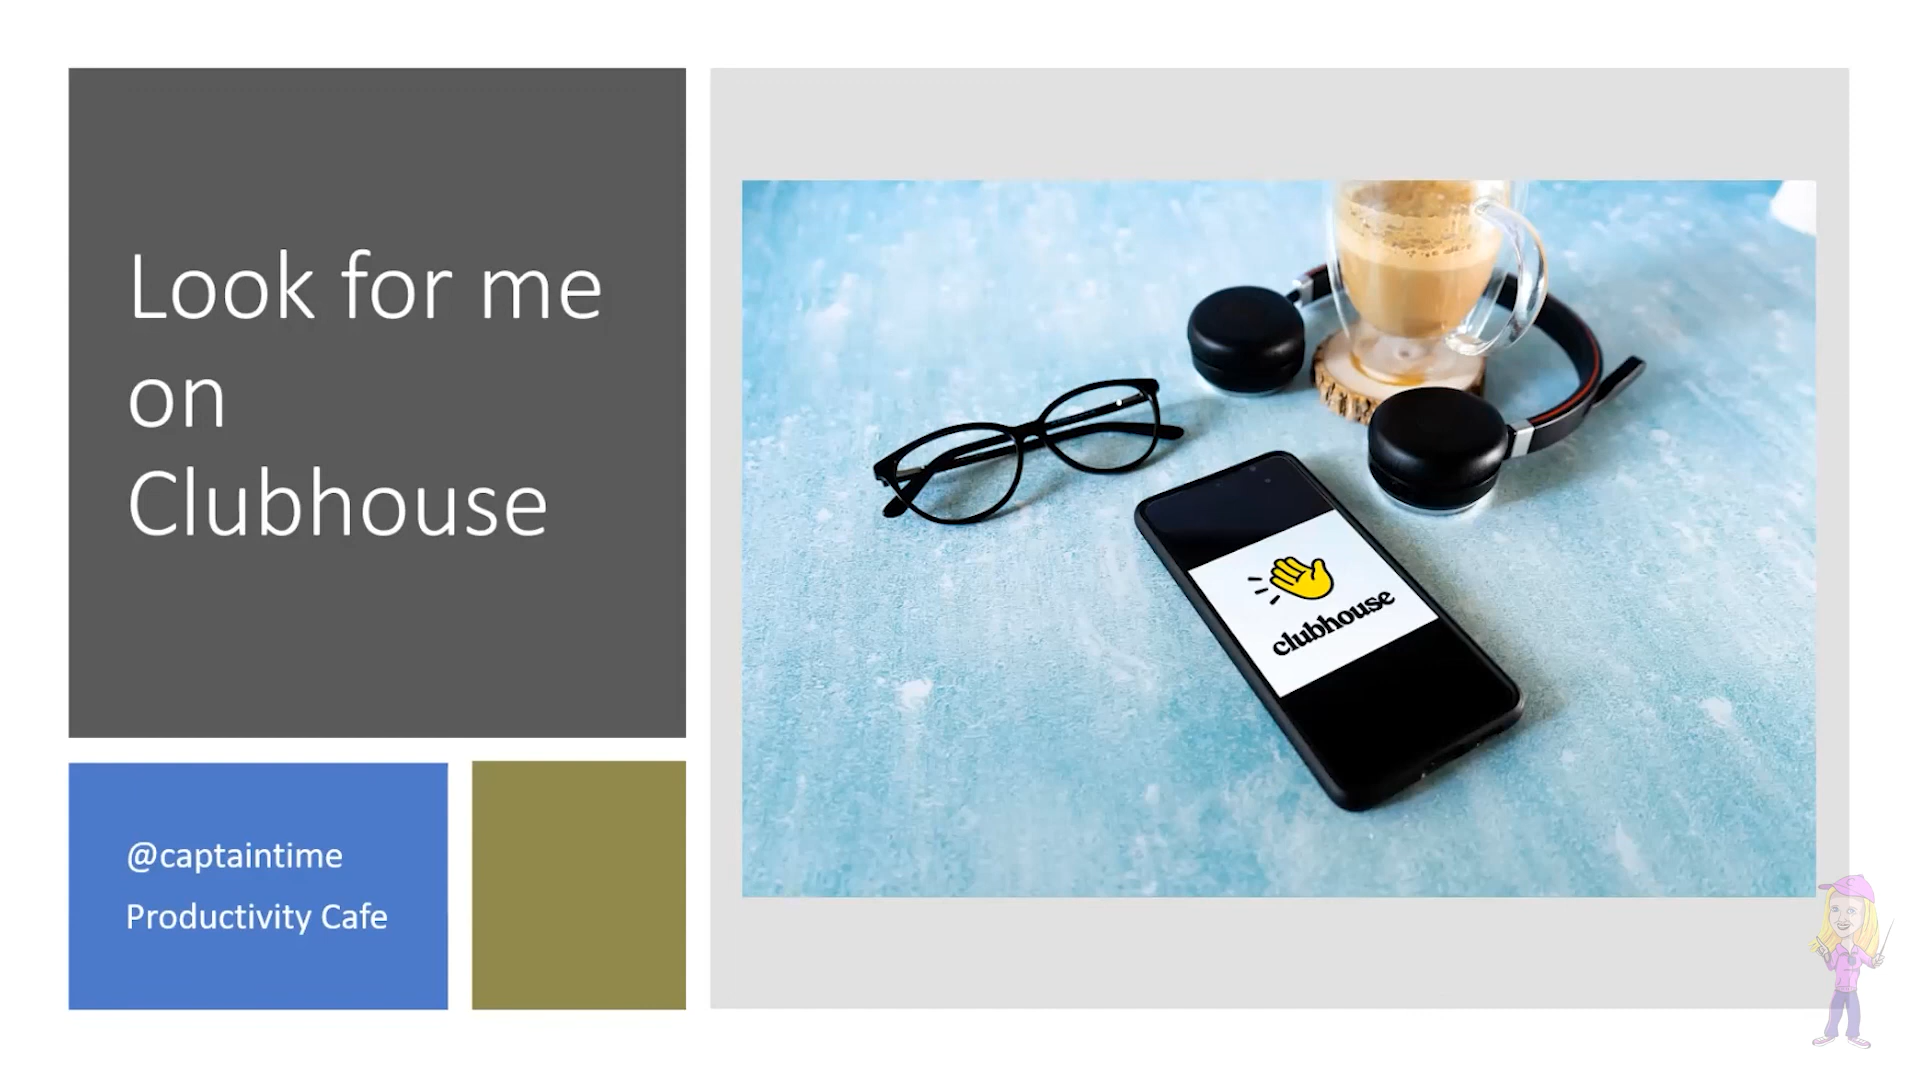 Look for me
on
Clubhouse
@captaintime
Productivity Cafe
clubhouse